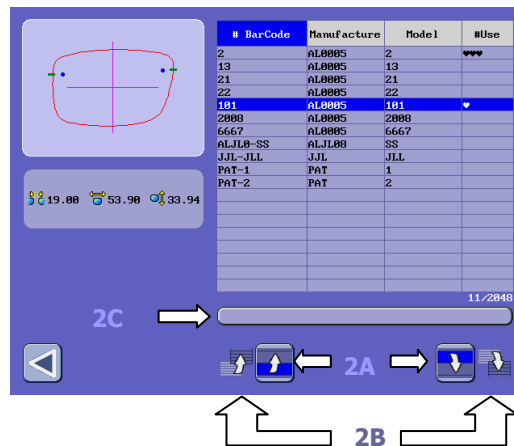 # BarCode Manufacture Model #Use
2 AL0005 2 ♥♥♥
13 AL0005 13
21 AL0005 21
22 AL0005 22
101 AL0005 101 ♥
2008 AL0005 2008
6667 AL0005 6667
ALJL0-SS ALJL08 SS
JJL-JLL JJL JLL
PAT-1 PAT 1
PAT-2 PAT 2
19.00 53.90 33.94
11/2048
2C
2A
2B